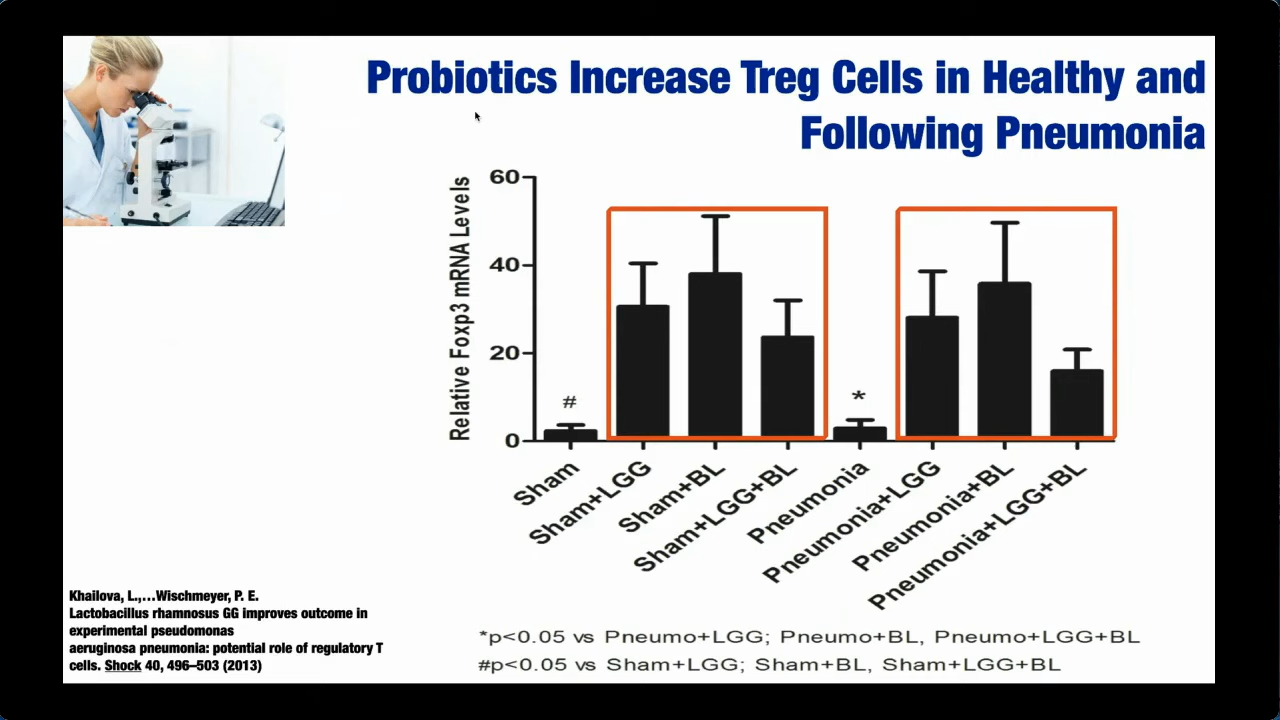 Probiotics Increase Treg Cells in Healthy and
Following Pneumonia
Relative Foxp3 mRNA Levels
60
40
20
0
#
*
Sham
Sham+LGG
Sham+BL
Sham+LGG+BL
Pneumonia
Pneumonia+LGG
Pneumonia+BL
Pneumonia+LGG+BL
*p<0.05 vs Pneumo+LGG; Pneumo+BL, Pneumo+LGG+BL
#p<0.05 vs Sham+LGG; Sham+BL, Sham+LGG+BL
Khailova, L.,…Wischmeyer, P. E.
Lactobacillus rhamnosus GG improves outcome in
experimental pseudomonas
aeruginosa pneumonia: potential role of regulatory T
cells. Shock 40, 496–503 (2013)